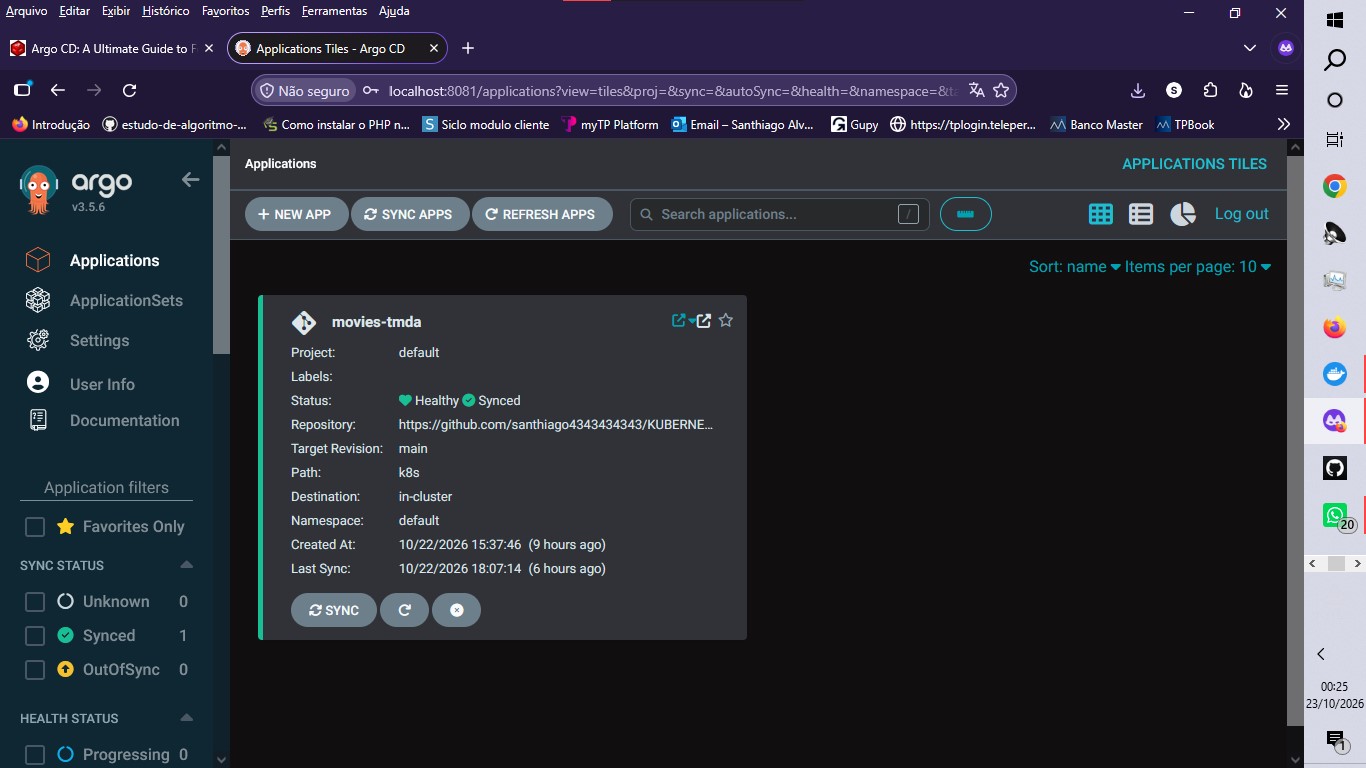 Arquivo Editar Exibir Histórico Favoritos Perfis Ferramentas Ajuda
Argo CD: A Ultimate Guide to F
Applications Tiles - Argo CD
Não seguro
localhost:8081/applications?view=tiles&proj=&sync=&autoSync=&health=&namespace=&
Introdução
estudo-de-algoritmo-...
Como instalar o PHP n...
Siclo modulo cliente
myTP Platform
Email – Santhiago Alv...
Gupy
https://tplogin.teleper...
Banco Master
TPBook
argo
v3.5.6
Applications
ApplicationSets
Settings
User Info
Documentation
Application filters
Favorites Only
SYNC STATUS
Unknown 0
Synced 1
OutOfSync 0
HEALTH STATUS
Progressing 0
Applications
APPLICATIONS TILES
+ NEW APP
SYNC APPS
REFRESH APPS
Search applications...
/
Log out
Sort: name Items per page: 10
movies-tmda
Project: default
Labels:
Status: Healthy Synced
Repository: https://github.com/santhiago4343434343/KUBERNE...
Target Revision: main
Path: k8s
Destination: in-cluster
Namespace: default
Created At: 10/22/2026 15:37:46 (9 hours ago)
Last Sync: 10/22/2026 18:07:14 (6 hours ago)
SYNC
20
00:25
23/10/2026
1